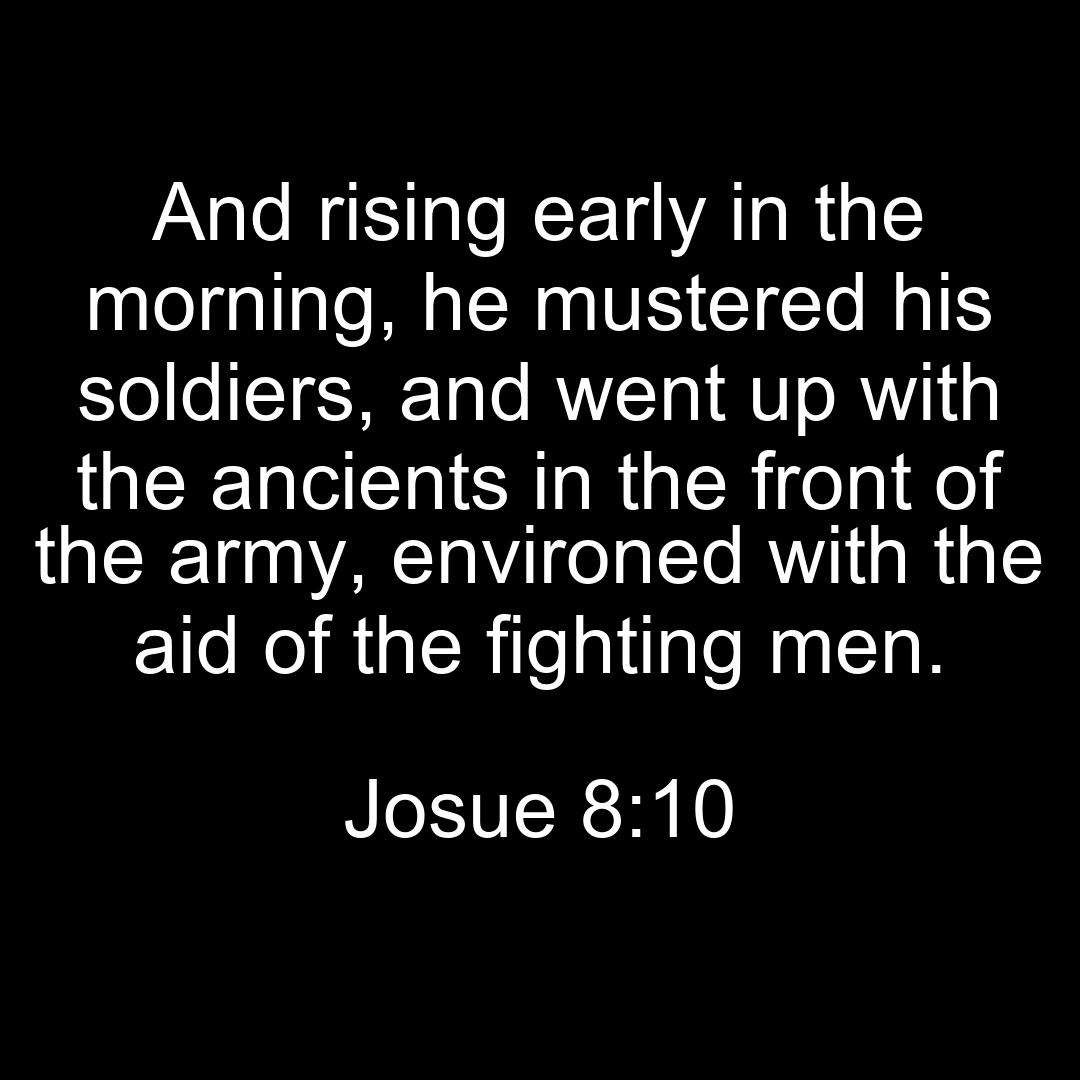 And rising early in the
morning, he mustered his
soldiers, and went up with
the ancients in the front of
the army, environed with the
aid of the fighting men.
Josue 8:10